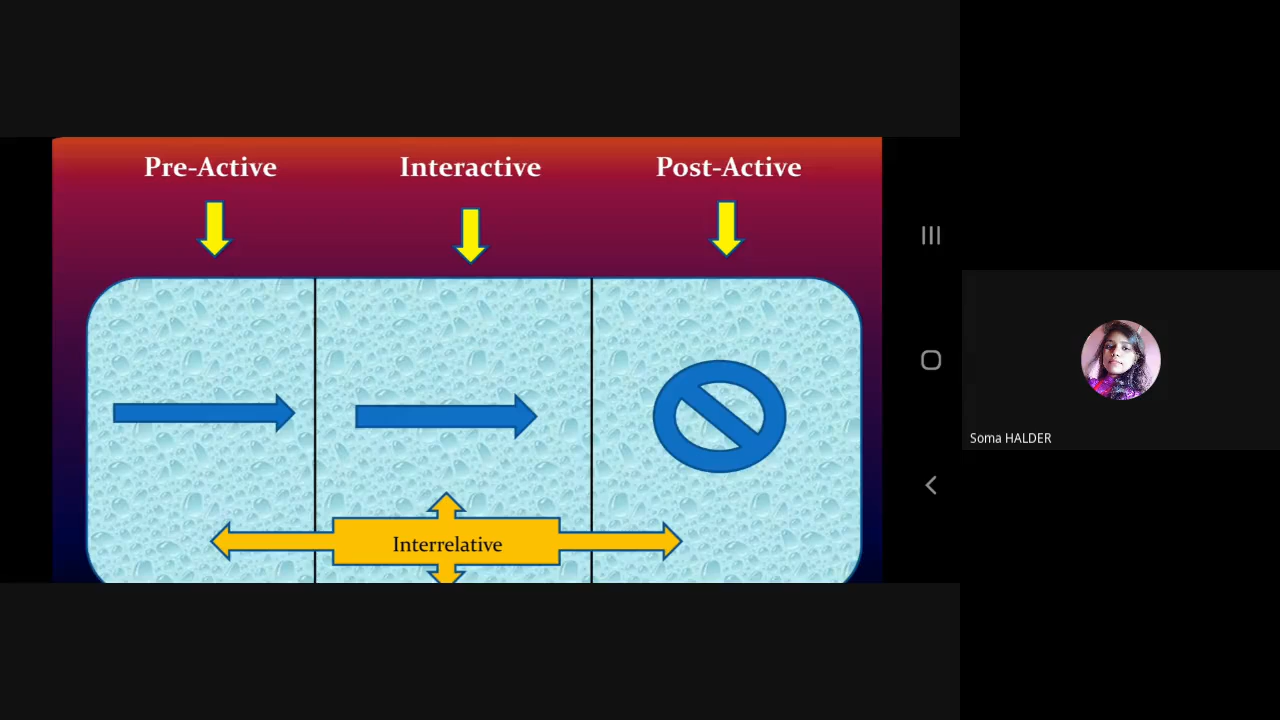 Pre-Active
Interactive
Post-Active
Interrelative
Soma HALDER